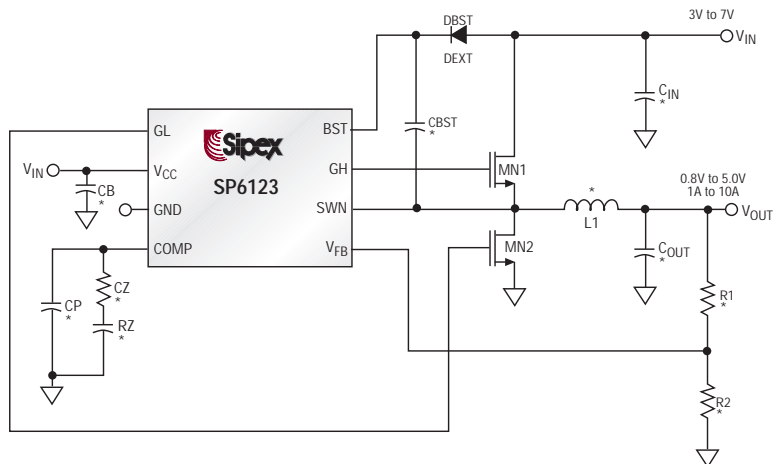 DBST
DEXT
3V to 7V
VIN
CIN
*
CBST
*
GL
BST
Sipex
VIN
VCC
GH
MN1
CB
*
SP6123
0.8V to 5.0V
1A to 10A
GND
SWN
*
L1
VOUT
COMP
VFB
MN2
COUT
*
CZ
*
R1
*
CP
*
RZ
*
R2
*